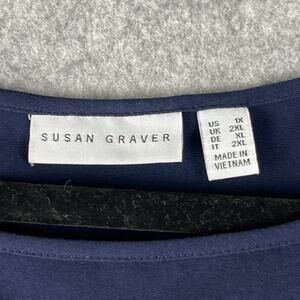 SUSAN GRAVER
US 1X
UK 2XL
DE XL
IT 2XL
MADE IN
VIETNAM